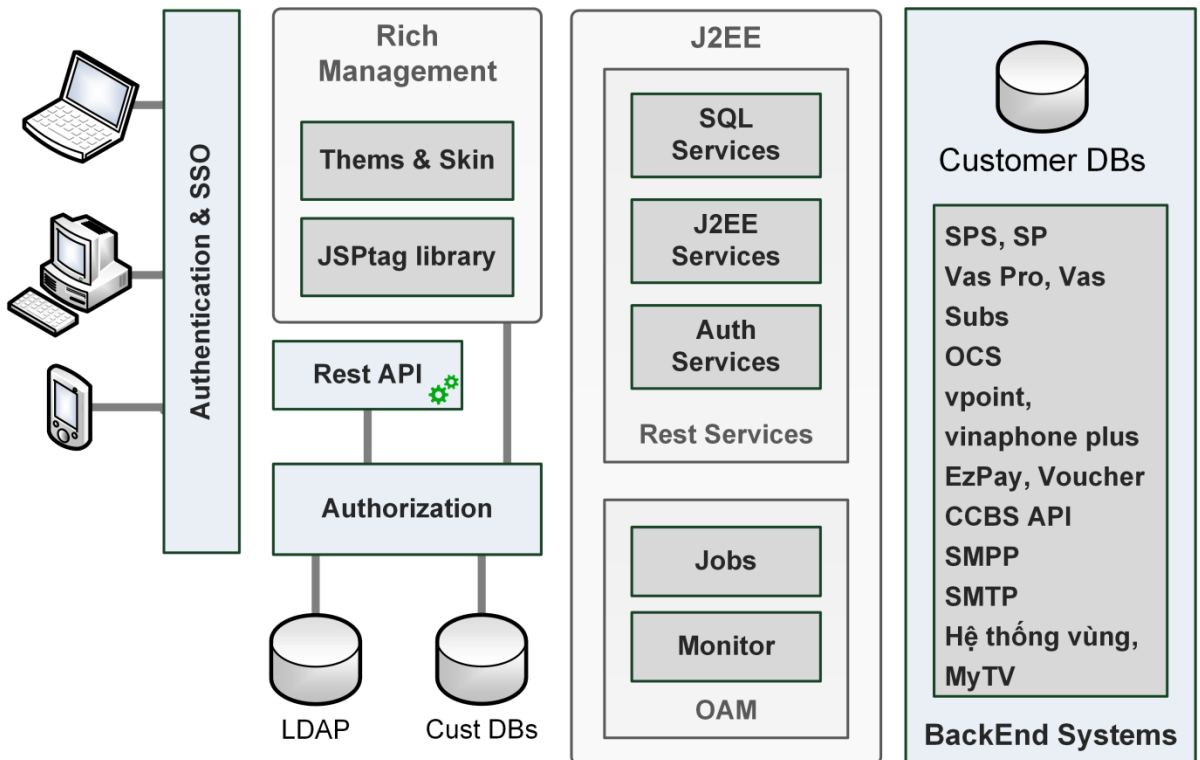 Authentication & SSO
Rich
Management
Thems & Skin
JSPtag library
Rest API
Authorization
LDAP
Cust DBs
J2EE
SQL
Services
J2EE
Services
Auth
Services
Rest Services
Jobs
Monitor
OAM
Customer DBs
SPS, SP
Vas Pro, Vas
Subs
OCS
vpoint,
vinaphone plus
EzPay, Voucher
CCBS API
SMPP
SMTP
Hệ thống vùng,
MyTV
BackEnd Systems